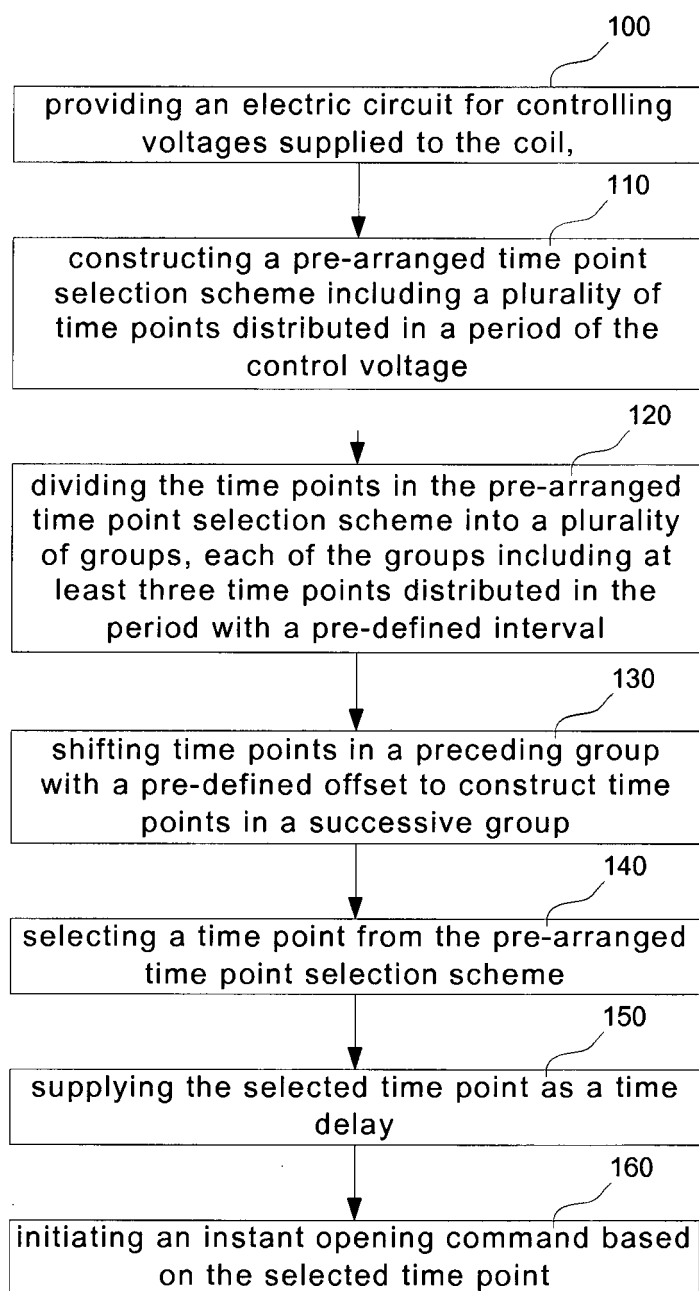 100
providing an electric circuit for controlling
voltages supplied to the coil,
110
constructing a pre-arranged time point
selection scheme including a plurality of
time points distributed in a period of the
control voltage
120
dividing the time points in the pre-arranged
time point selection scheme into a plurality
of groups, each of the groups including at
least three time points distributed in the
period with a pre-defined interval
130
shifting time points in a preceding group
with a pre-defined offset to construct time
points in a successive group
140
selecting a time point from the pre-arranged
time point selection scheme
150
supplying the selected time point as a time
delay
160
initiating an instant opening command based
on the selected time point